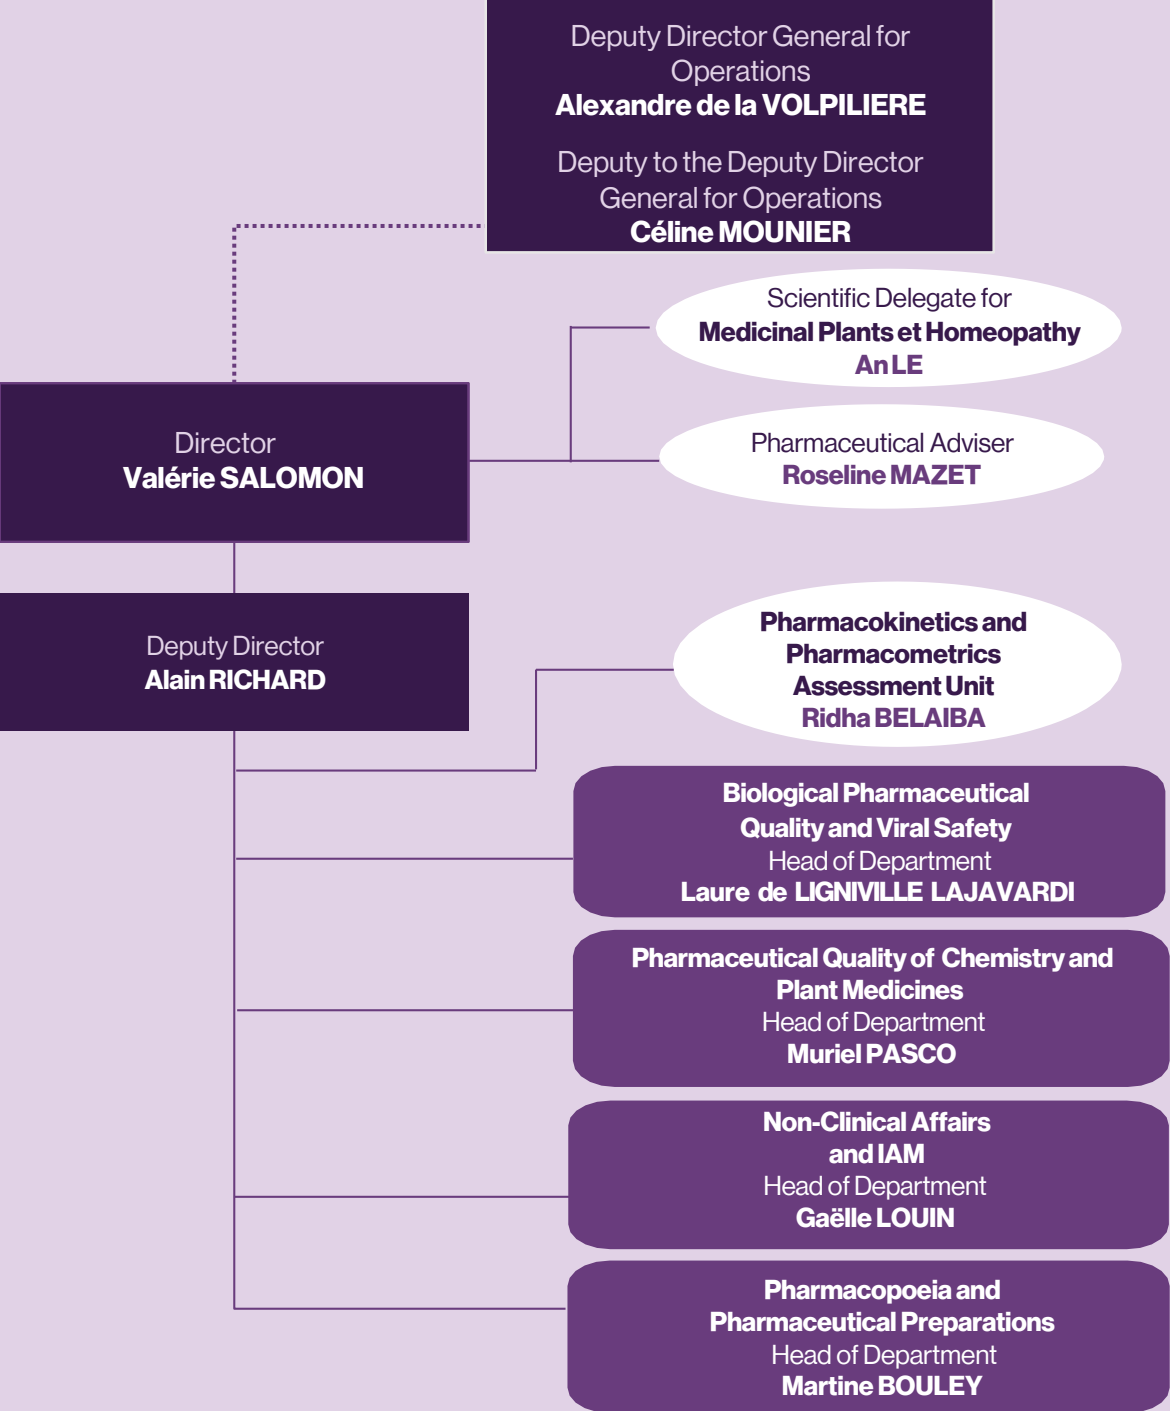 Deputy Director General for
Operations
Alexandre de la VOLPILIERE
Deputy to the Deputy Director
General for Operations
Céline MOUNIER
Scientific Delegate for
Medicinal Plants et Homeopathy
An LE
Director
Valérie SALOMON
Pharmaceutical Adviser
Roseline MAZET
Deputy Director
Alain RICHARD
Pharmacokinetics and
Pharmacometrics
Assessment Unit
Ridha BELAIBA
Biological Pharmaceutical
Quality and Viral Safety
Head of Department
Laure de LIGNIVILLE LAJAVARDI
Pharmaceutical Quality of Chemistry and
Plant Medicines
Head of Department
Muriel PASCO
Non-Clinical Affairs
and IAM
Head of Department
Gaëlle LOUIN
Pharmacopoeia and
Pharmaceutical Preparations
Head of Department
Martine BOULEY